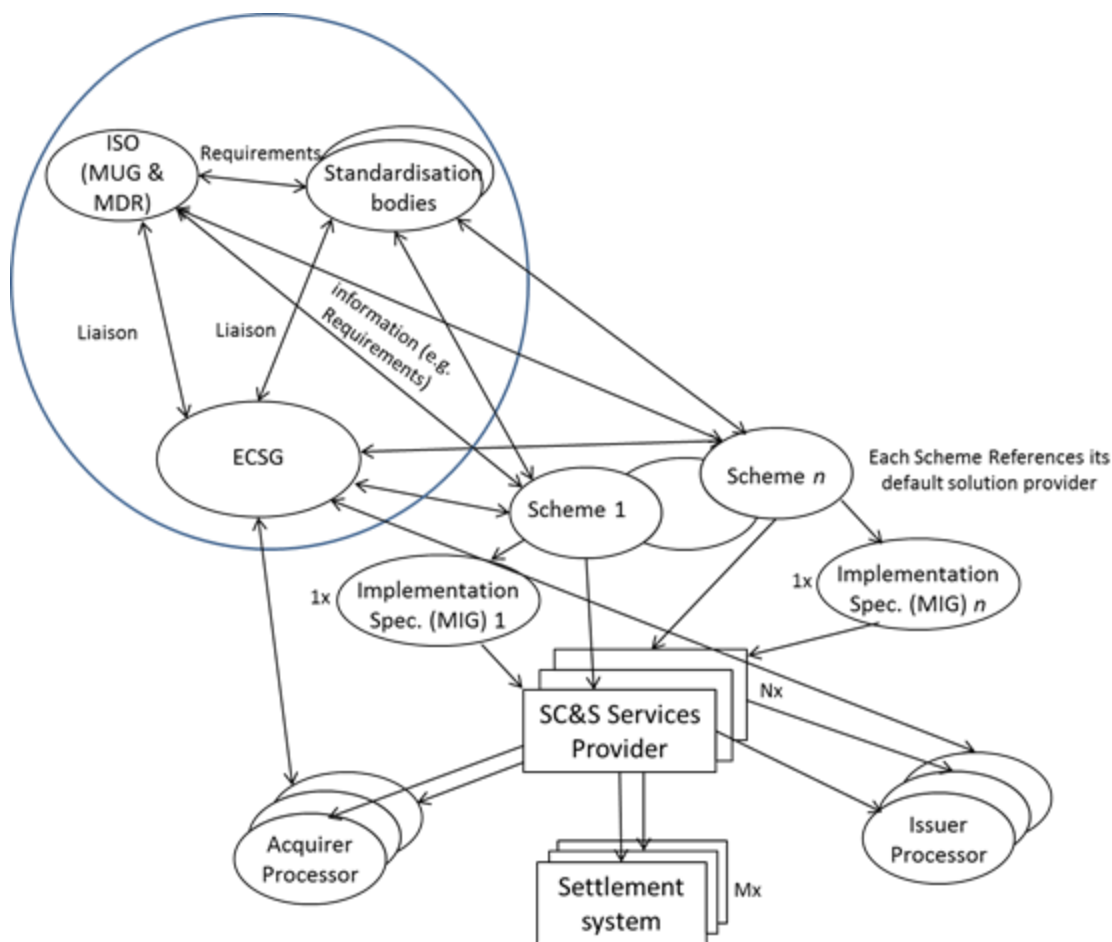 ISO
(MUG &
MDR)
Requirements
Standardisation
bodies
Liaison
Liaison
information (e.g.
Requirements)
ECSG
Scheme 1
Scheme n
Each Scheme References its
default solution provider
1x
Implementation
Spec. (MIG) 1
1x
Implementation
Spec. (MIG) n
Nx
SC&S Services
Provider
Acquirer
Processor
Issuer
Processor
Settlement
system
Mx